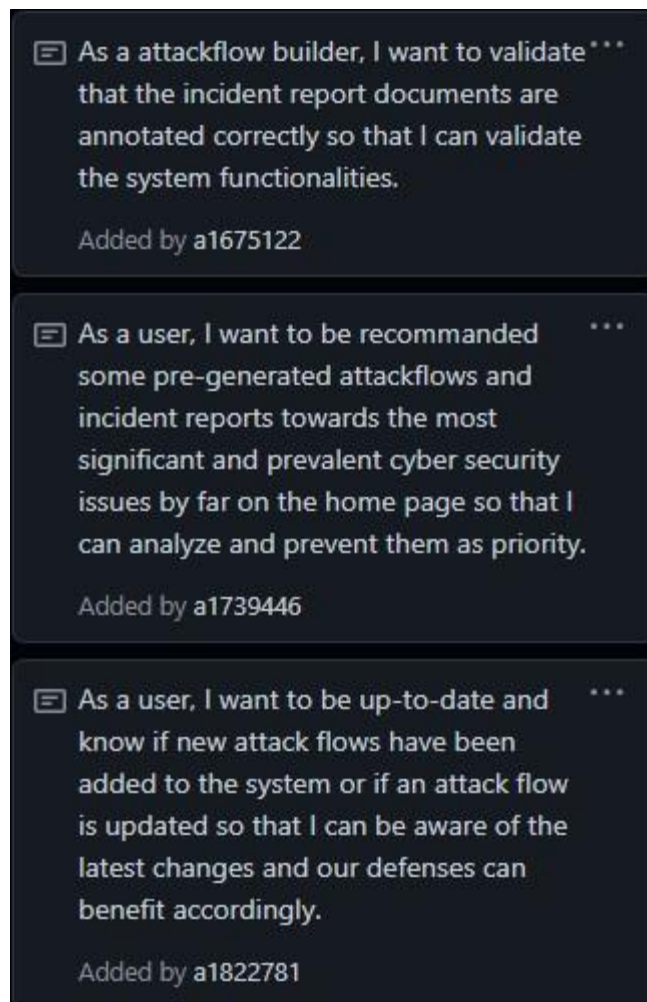 As a attackflow builder, I want to validate
that the incident report documents are
annotated correctly so that I can validate
the system functionalities.
Added by a1675122
As a user, I want to be recommanded
some pre-generated attackflows and
incident reports towards the most
significant and prevalent cyber security
issues by far on the home page so that I
can analyze and prevent them as priority.
Added by a1739446
As a user, I want to be up-to-date and
know if new attack flows have been
added to the system or if an attack flow
is updated so that I can be aware of the
latest changes and our defenses can
benefit accordingly.
Added by a1822781